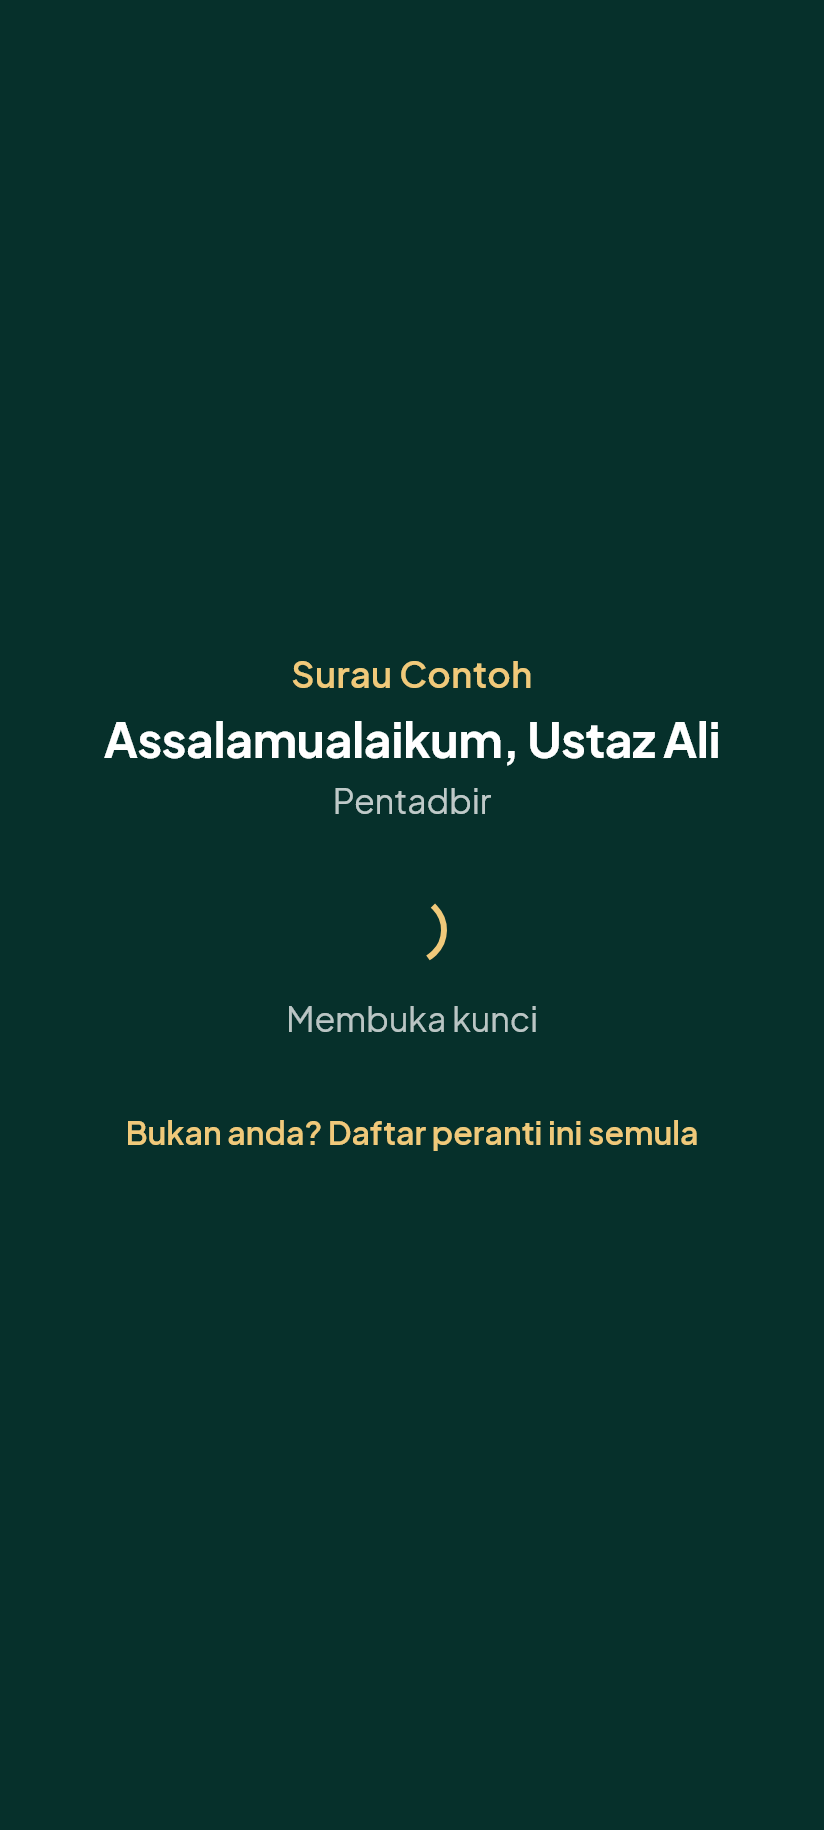 Surau Contoh
Assalamualaikum, Ustaz Ali
Pentadbir
Membuka kunci
Bukan anda? Daftar peranti ini semula